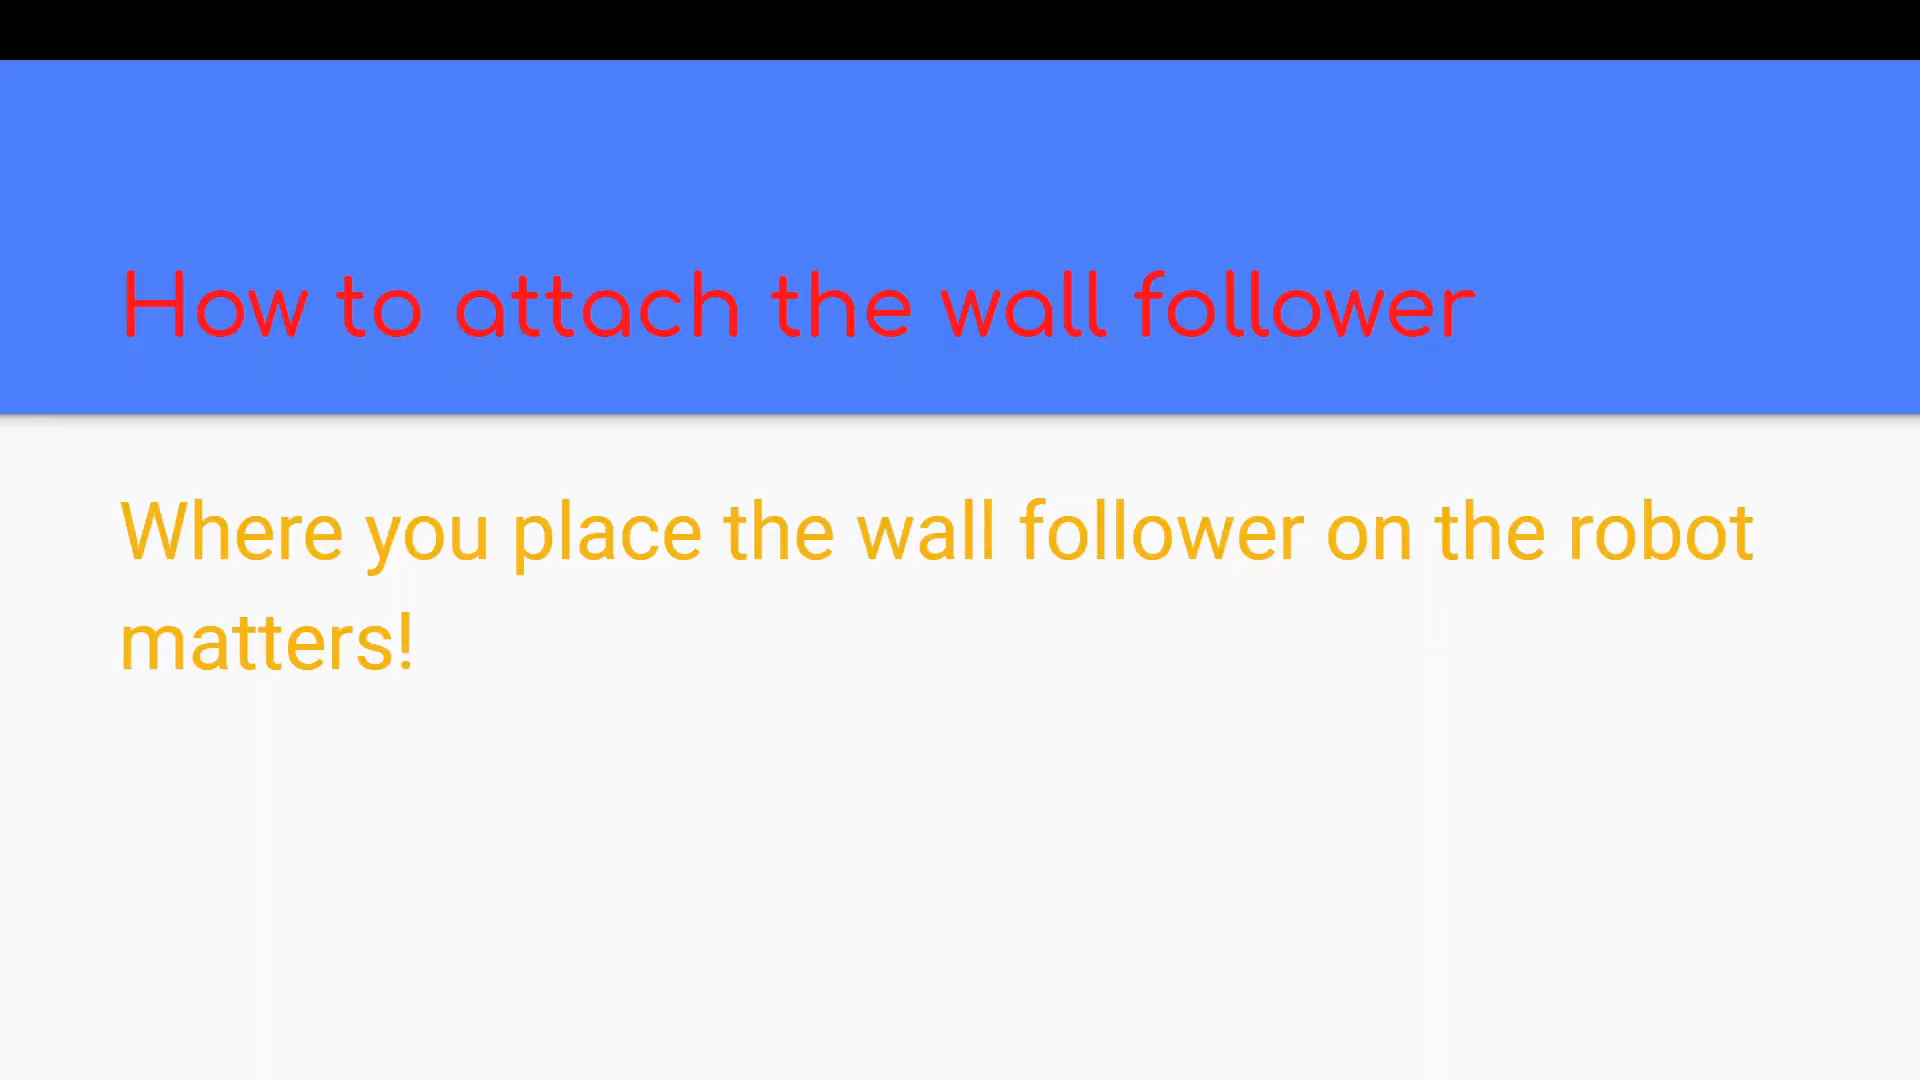 How to attach the wall follower
Where you place the wall follower on the robot
matters!